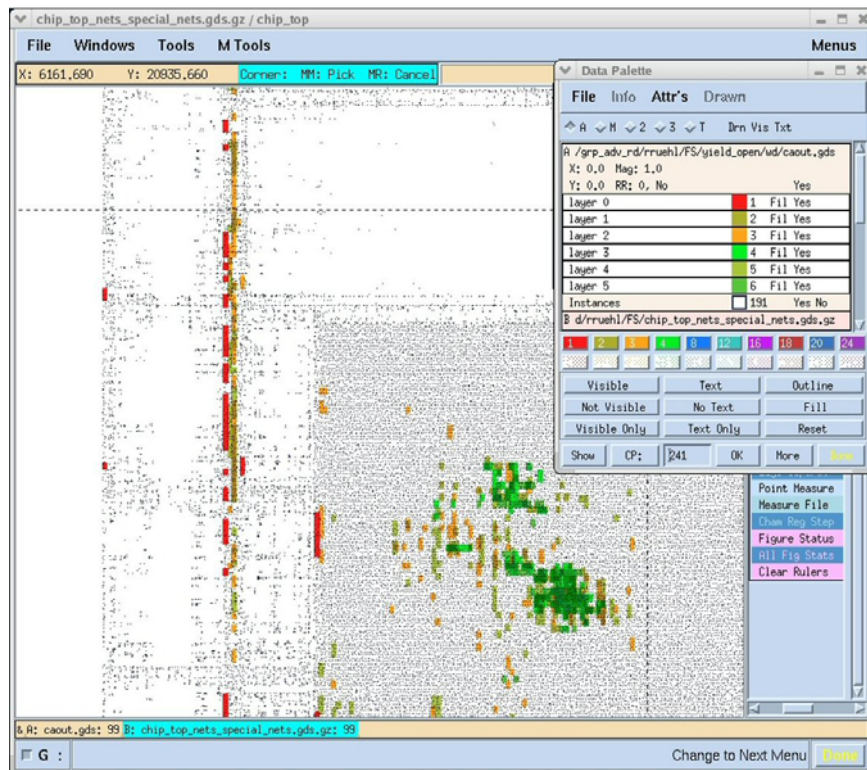 chip_top_nets_special_nets.gds.gz / chip_top
File Windows Tools M Tools Menus
X: 6161.690 Y: 20935.660 Corner: MM: Pick MR: Cancel
Data Palette
File Info Attr's Drawn
A M 2 3 T Drn Vis Txt
A /grp_adv_rd/rruehl/FS/yield_open/wd/caout.gds
X: 0.0 Mag: 1.0
Y: 0.0 RR: 0, No Yes
layer 0 1 Fil Yes
layer 1 2 Fil Yes
layer 2 3 Fil Yes
layer 3 4 Fil Yes
layer 4 5 Fil Yes
layer 5 6 Fil Yes
Instances 191 Yes No
B d/rruehl/FS/chip_top_nets_special_nets.gds.gz
1 2 3 4 8 12 16 18 20 24
Visible Text Outline
Not Visible No Text Fill
Visible Only Text Only Reset
Show CP: 241 OK More Done
Point Measure
Measure File
Cham Reg Step
Figure Status
All Fig Stats
Clear Rulers
& A: caout.gds: 99 B: chip_top_nets_special_nets.gds.gz: 99
G : Change to Next Menu Done